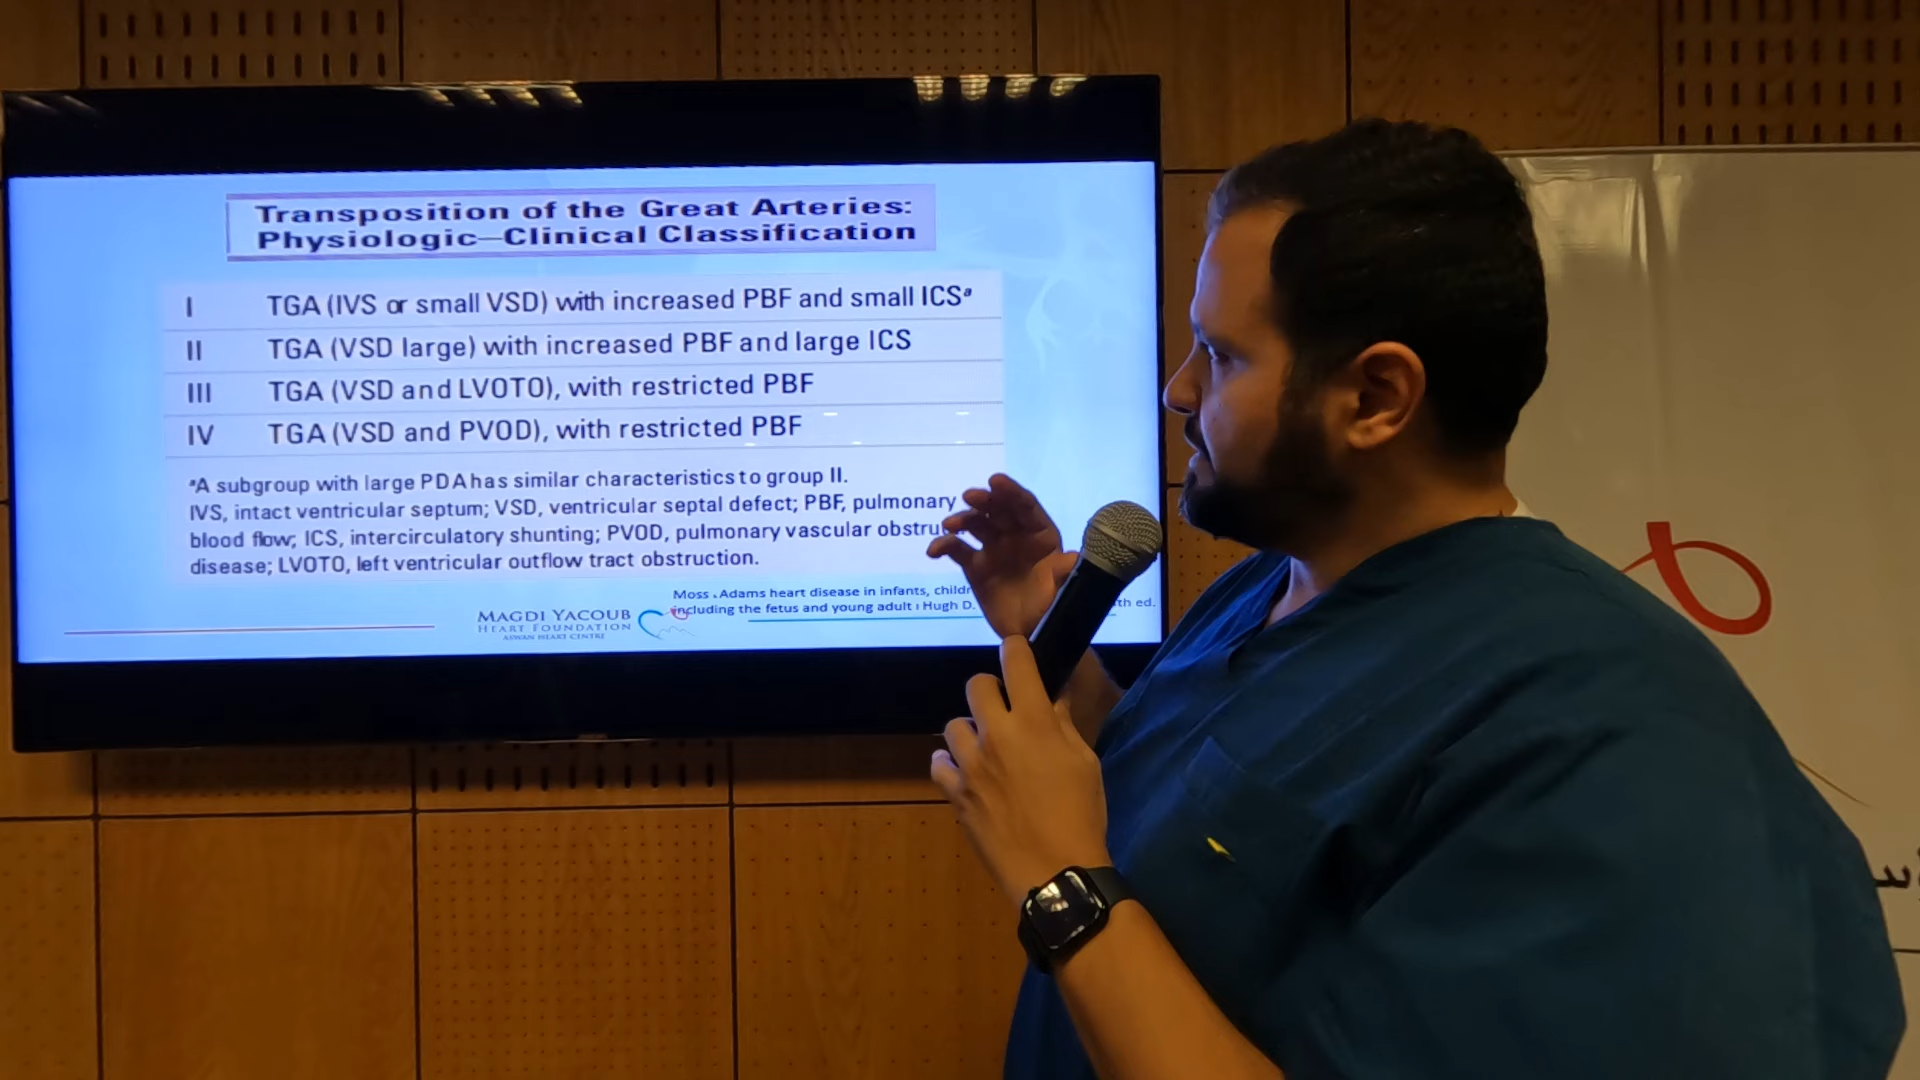 Transposition of the Great Arteries:
Physiologic—Clinical Classification
I TGA (IVS or small VSD) with increased PBF and small ICSª
II TGA (VSD large) with increased PBF and large ICS
III TGA (VSD and LVOTO), with restricted PBF
IV TGA (VSD and PVOD), with restricted PBF
ªA subgroup with large PDA has similar characteristics to group II.
IVS, intact ventricular septum; VSD, ventricular septal defect; PBF, pulmonary
blood flow; ICS, intercirculatory shunting; PVOD, pulmonary vascular
disease; LVOTO, left ventricular outflow tract obstruction.
Moss . Adams heart disease in infants,
including the fetus and young adult : Hugh D. th ed.
MAGDI YACOUB
HEART FOUNDATION
ASWAN HEART CENTRE